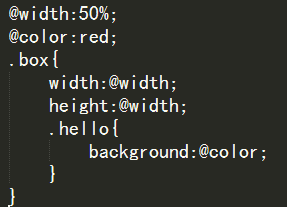 @width:50%;
@color:red;
.box{
    width:@width;
    height:@width;
    .hello{
        background:@color;
    }
}